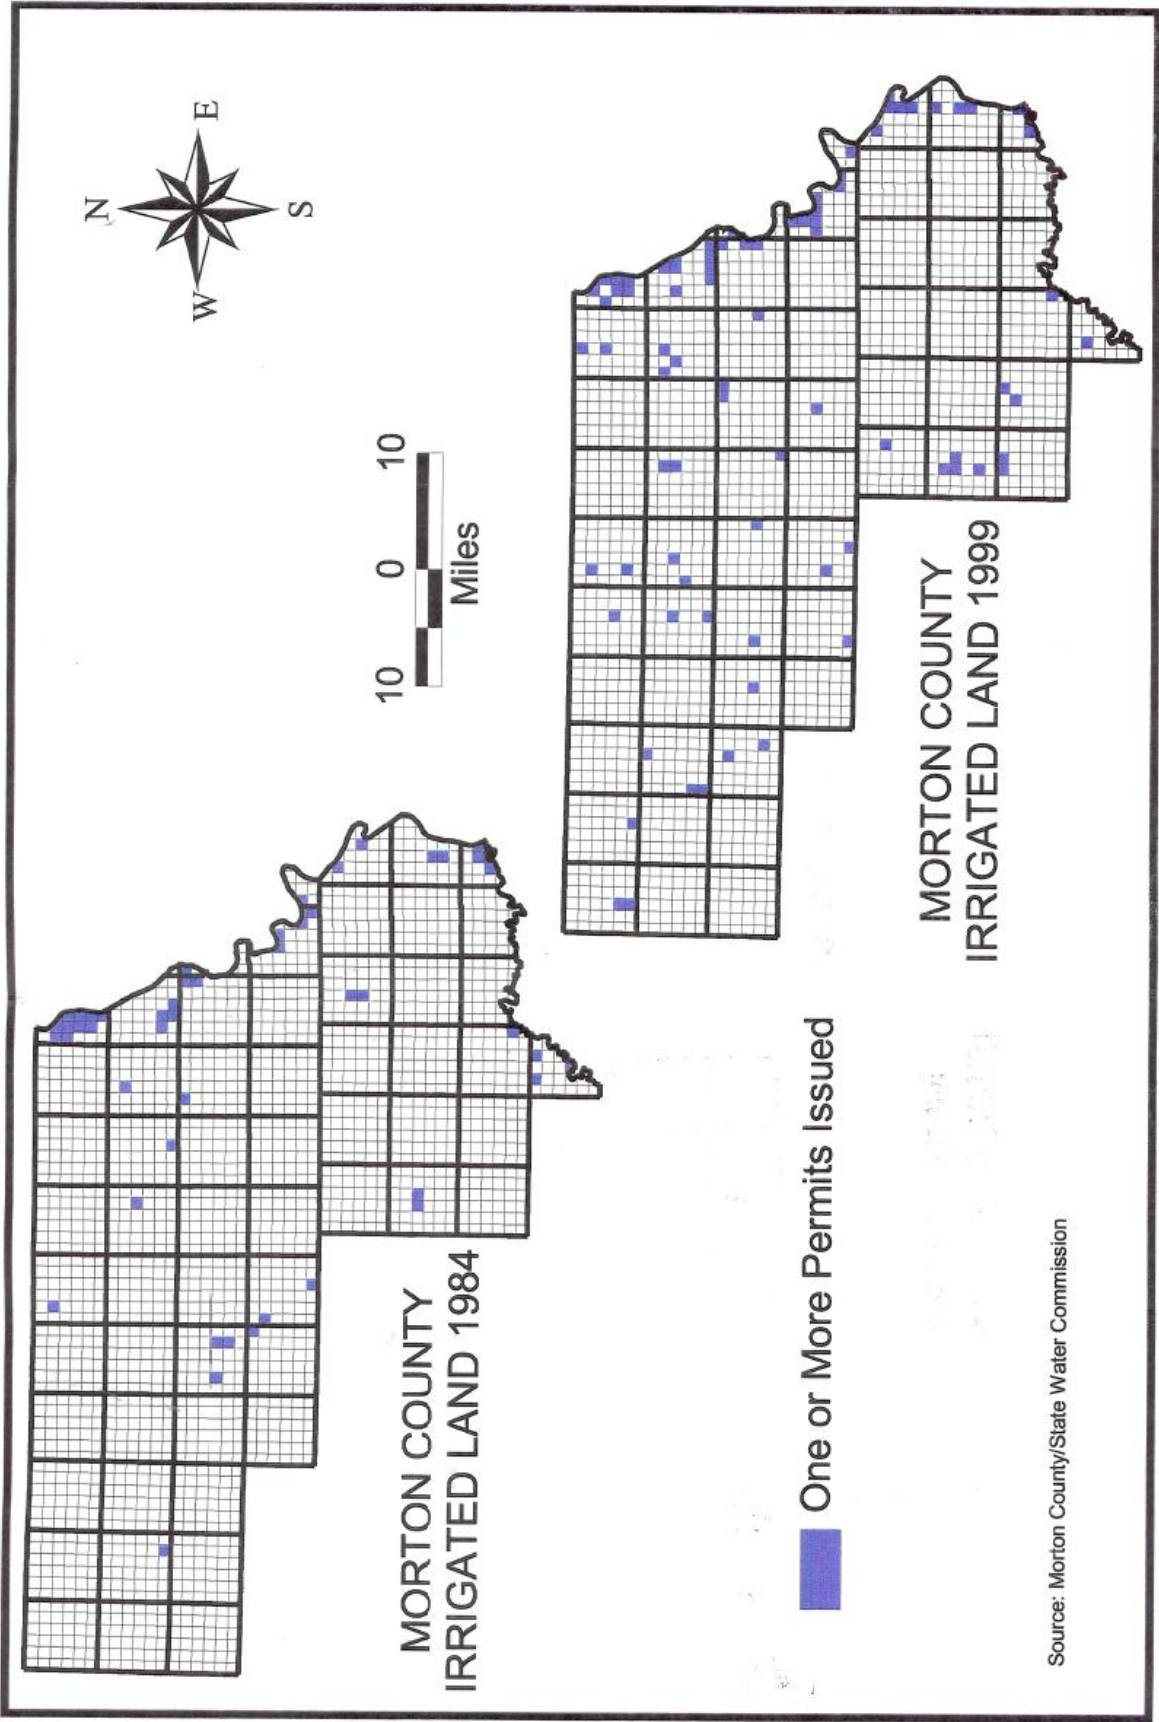 N
W
E
S
10
0
10
Miles
MORTON COUNTY
IRRIGATED LAND 1984
MORTON COUNTY
IRRIGATED LAND 1999
One or More Permits Issued
Source: Morton County/State Water Commission